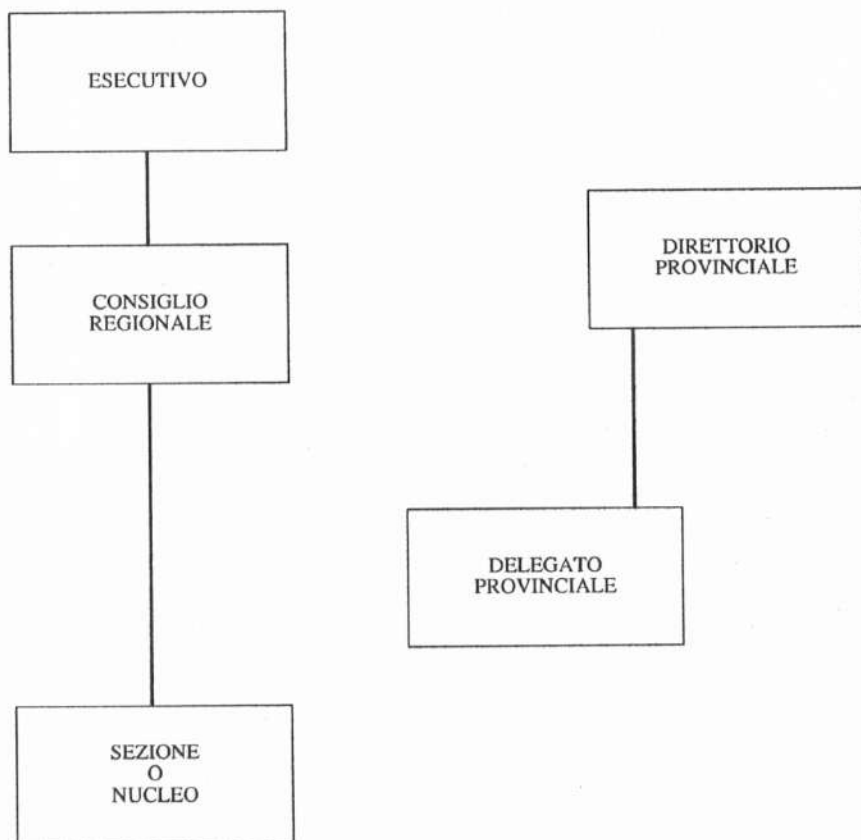 ESECUTIVO
CONSIGLIO
REGIONALE
DIRETTORIO
PROVINCIALE
DELEGATO
PROVINCIALE
SEZIONE
O
NUCLEO